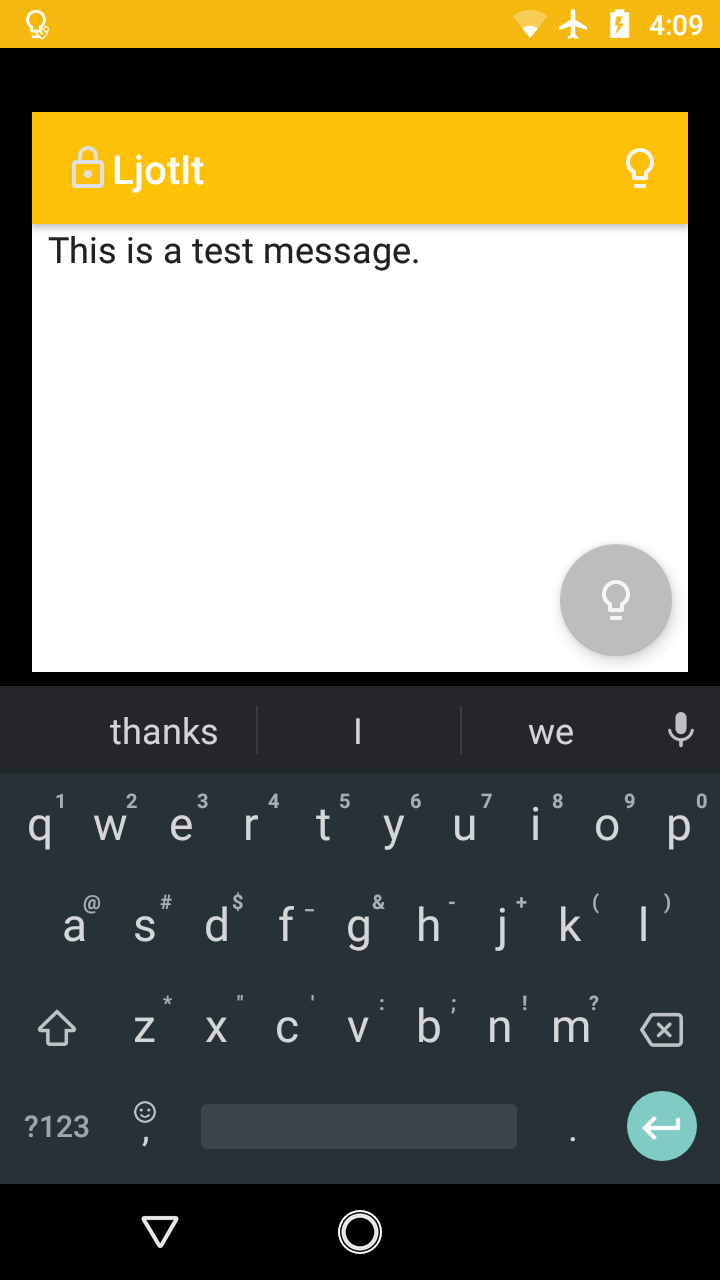 4:09
LjotIt
This is a test message.
thanks I we
1 2 3 4 5 6 7 8 9 0
q w e r t y u i o p
@ # $ _ & - + ( )
a s d f g h j k l
* " ' : ; ! ?
z x c v b n m
?123 , .